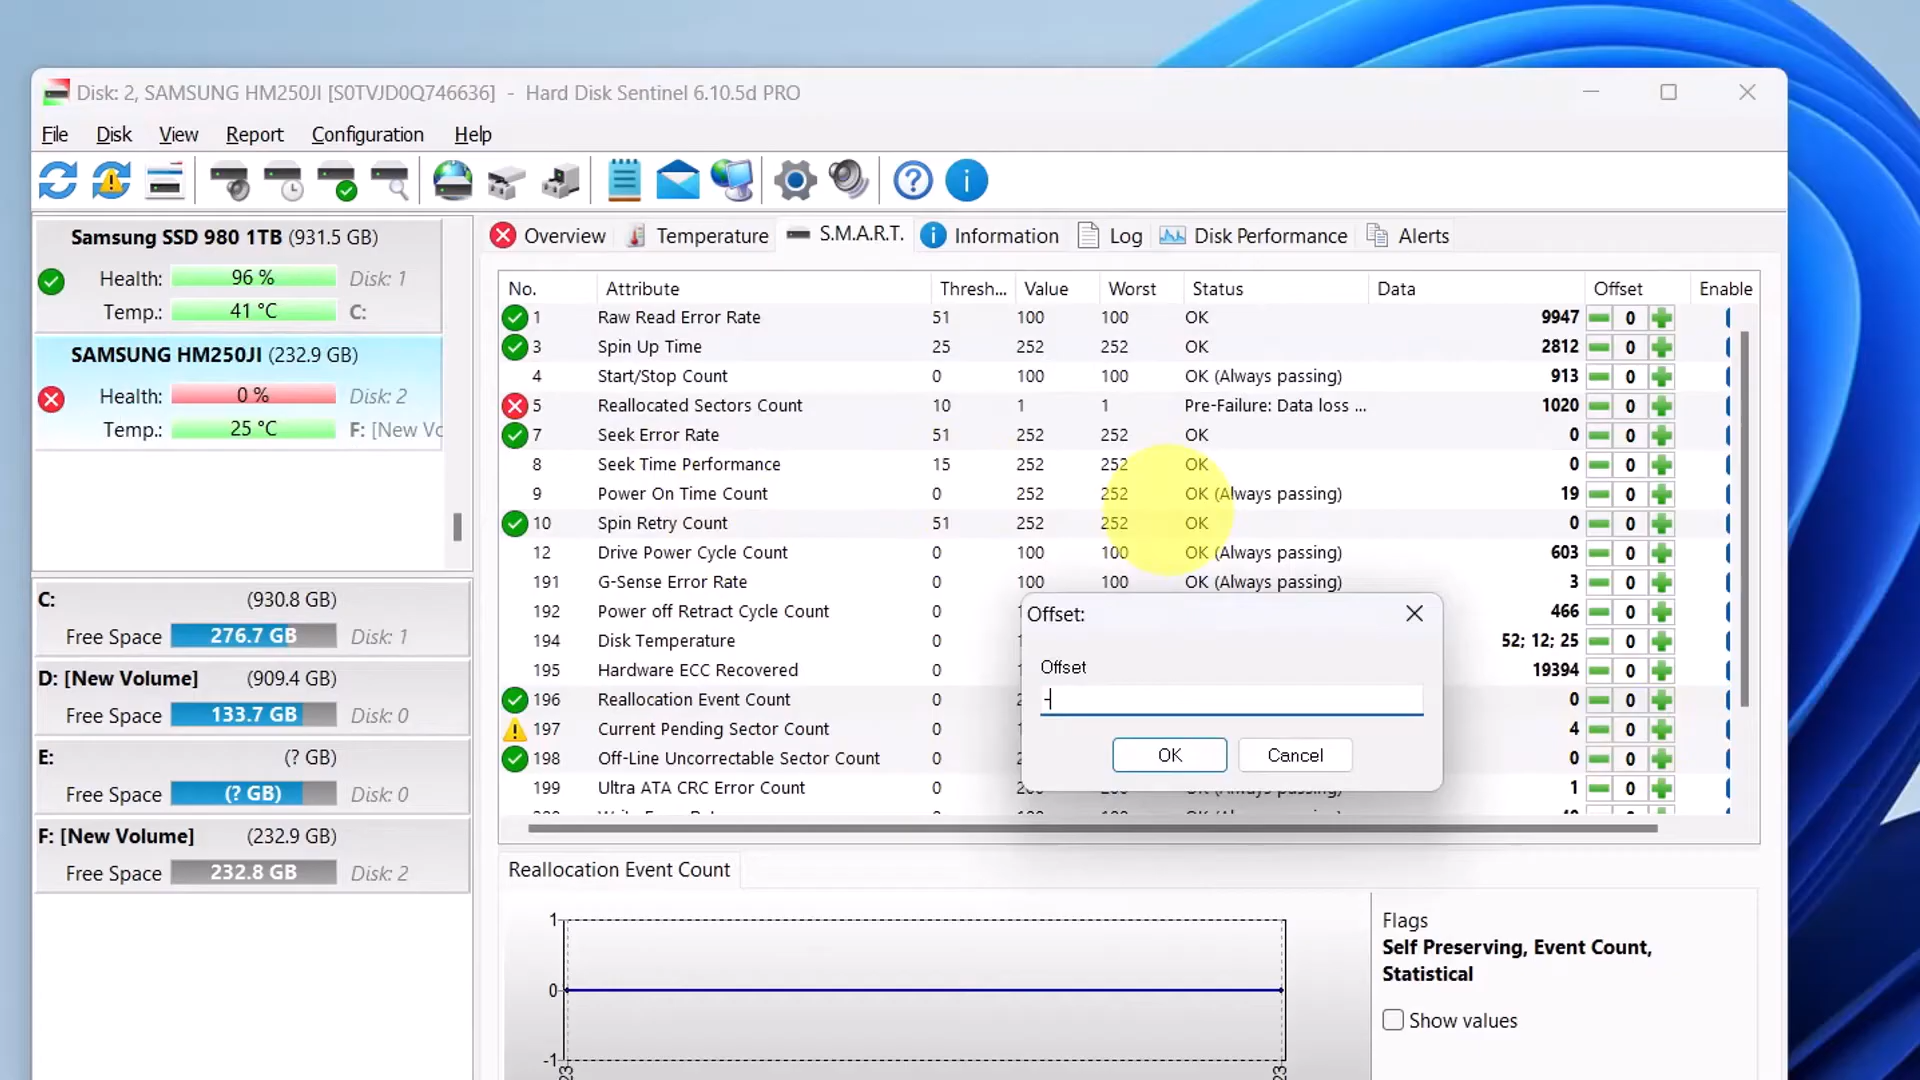 Disk: 2, SAMSUNG HM250JI [S0TVJD0Q746636] - Hard Disk Sentinel 6.10.5d PRO
File Disk View Report Configuration Help
Samsung SSD 980 1TB (931.5 GB)
Health: 96 % Disk: 1
Temp.: 41 °C C:
SAMSUNG HM250JI (232.9 GB)
Health: 0 % Disk: 2
Temp.: 25 °C F: [New Vo
C: (930.8 GB)
Free Space 276.7 GB Disk: 1
D: [New Volume] (909.4 GB)
Free Space 133.7 GB Disk: 0
E: (? GB)
Free Space (? GB) Disk: 0
F: [New Volume] (232.9 GB)
Free Space 232.8 GB Disk: 2
Overview Temperature S.M.A.R.T. Information Log Disk Performance Alerts
No. Attribute Thresh... Value Worst Status Data Offset Enable
1 Raw Read Error Rate 51 100 100 OK 9947 0
3 Spin Up Time 25 252 252 OK 2812 0
4 Start/Stop Count 0 100 100 OK (Always passing) 913 0
5 Reallocated Sectors Count 10 1 1 Pre-Failure: Data loss ... 1020 0
7 Seek Error Rate 51 252 252 OK 0 0
8 Seek Time Performance 15 252 252 OK 0 0
9 Power On Time Count 0 252 252 OK (Always passing) 19 0
10 Spin Retry Count 51 252 252 OK 0 0
12 Drive Power Cycle Count 0 100 100 OK (Always passing) 603 0
191 G-Sense Error Rate 0 100 100 OK (Always passing) 3 0
192 Power off Retract Cycle Count 0 466 0
194 Disk Temperature 0 52; 12; 25 0
195 Hardware ECC Recovered 0 19394 0
196 Reallocation Event Count 0 0 0
197 Current Pending Sector Count 0 4 0
198 Off-Line Uncorrectable Sector Count 0 0 0
199 Ultra ATA CRC Error Count 0 1 0
Offset:
Offset
-
OK Cancel
Reallocation Event Count
1
0
-1
23 23
Flags
Self Preserving, Event Count,
Statistical
Show values